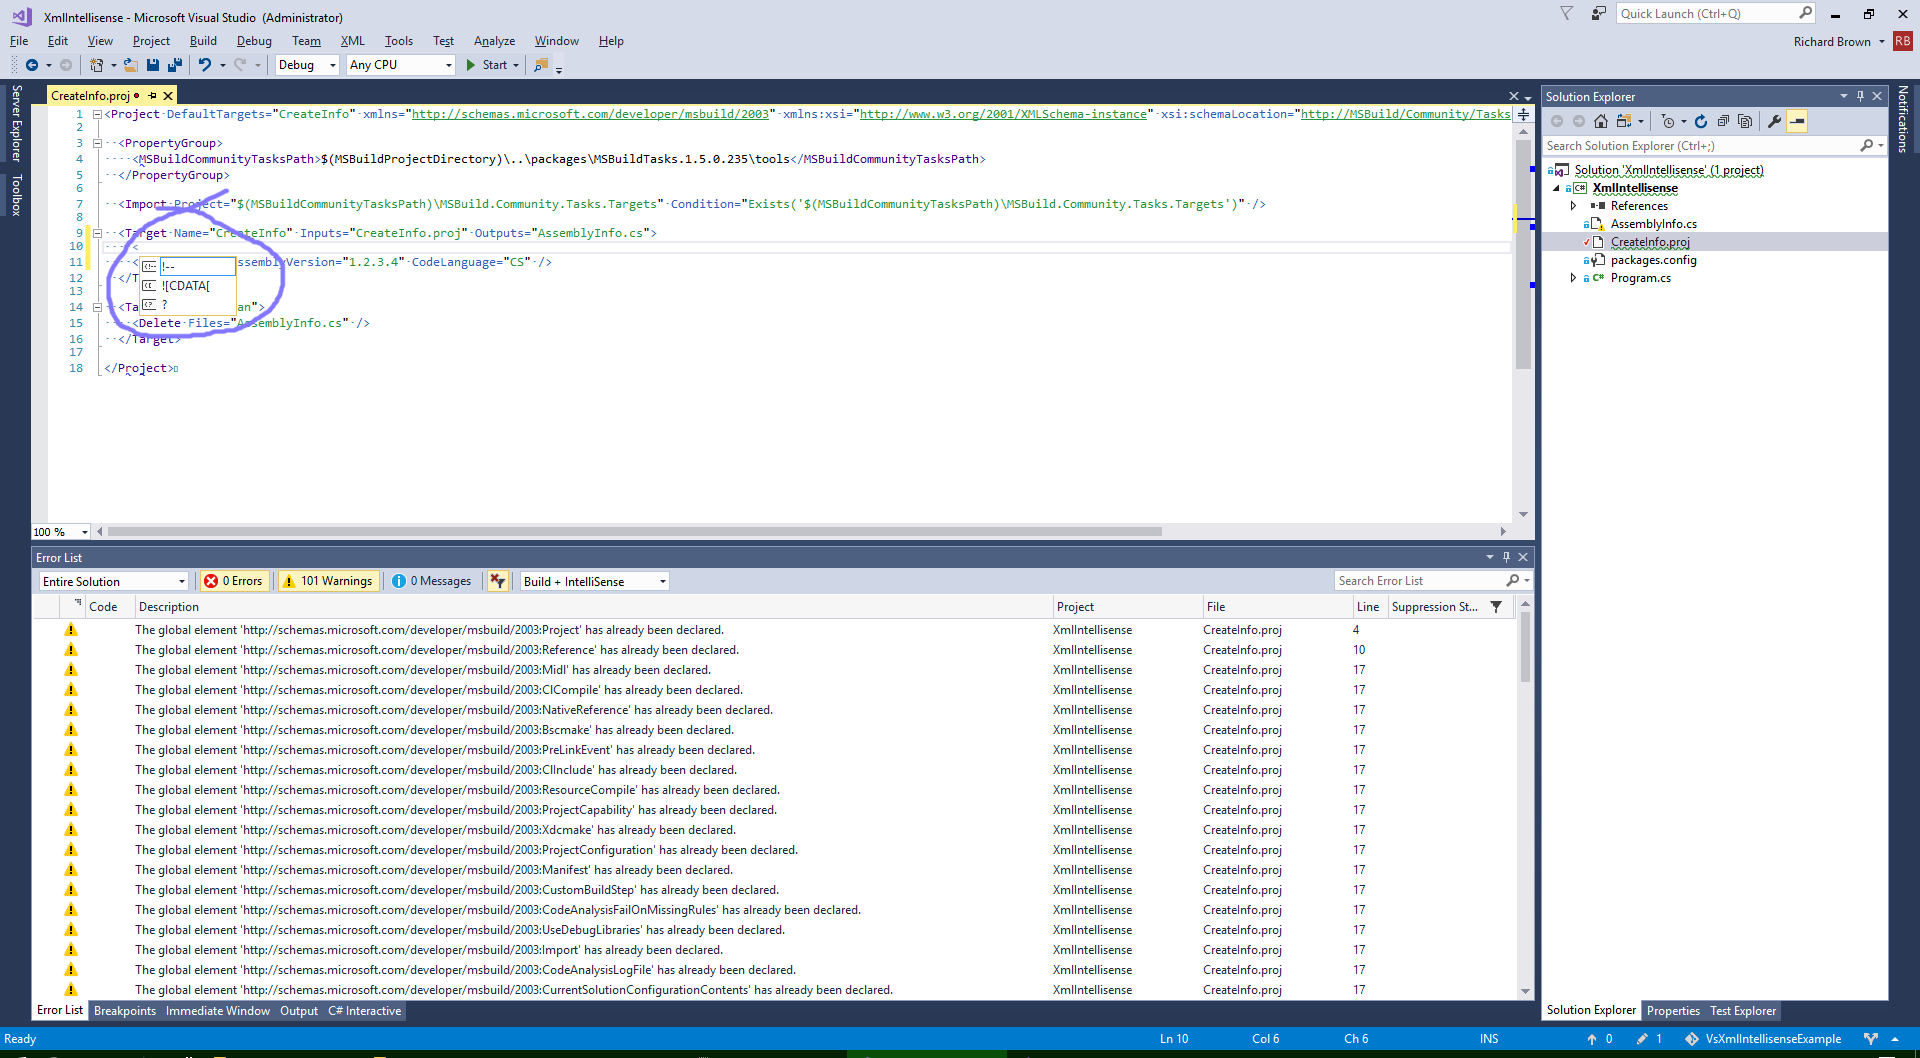 XmlIntellisense - Microsoft Visual Studio (Administrator)
Quick Launch (Ctrl+Q)
File Edit View Project Build Debug Team XML Tools Test Analyze Window Help
Richard Brown RB
Debug Any CPU Start
Server Explorer
Toolbox
CreateInfo.proj
1 <Project DefaultTargets="CreateInfo" xmlns="http://schemas.microsoft.com/developer/msbuild/2003" xmlns:xsi="http://www.w3.org/2001/XMLSchema-instance" xsi:schemaLocation="http://MSBuild/Community/Tasks
2
3 <PropertyGroup>
4 <MSBuildCommunityTasksPath>$(MSBuildProjectDirectory)\..\packages\MSBuildTasks.1.5.0.235\tools</MSBuildCommunityTasksPath>
5 </PropertyGroup>
6
7 <Import Project="$(MSBuildCommunityTasksPath)\MSBuild.Community.Tasks.Targets" Condition="Exists('$(MSBuildCommunityTasksPath)\MSBuild.Community.Tasks.Targets')" />
8
9 <Target Name="CreateInfo" Inputs="CreateInfo.proj" Outputs="AssemblyInfo.cs">
10 <
11 < ssemblyVersion="1.2.3.4" CodeLanguage="CS" />
!--
![CDATA[
?
12 </T
13
14 <Ta an">
15 <Delete Files="AssemblyInfo.cs" />
16 </Target>
17
18 </Project>
100 %
Solution Explorer
Search Solution Explorer (Ctrl+;)
Solution 'XmlIntellisense' (1 project)
XmlIntellisense
References
AssemblyInfo.cs
CreateInfo.proj
packages.config
Program.cs
Notifications
Error List
Entire Solution 0 Errors 101 Warnings 0 Messages Build + IntelliSense Search Error List
Code Description Project File Line Suppression St...
The global element 'http://schemas.microsoft.com/developer/msbuild/2003:Project' has already been declared. XmlIntellisense CreateInfo.proj 4
The global element 'http://schemas.microsoft.com/developer/msbuild/2003:Reference' has already been declared. XmlIntellisense CreateInfo.proj 10
The global element 'http://schemas.microsoft.com/developer/msbuild/2003:Midl' has already been declared. XmlIntellisense CreateInfo.proj 17
The global element 'http://schemas.microsoft.com/developer/msbuild/2003:ClCompile' has already been declared. XmlIntellisense CreateInfo.proj 17
The global element 'http://schemas.microsoft.com/developer/msbuild/2003:NativeReference' has already been declared. XmlIntellisense CreateInfo.proj 17
The global element 'http://schemas.microsoft.com/developer/msbuild/2003:Bscmake' has already been declared. XmlIntellisense CreateInfo.proj 17
The global element 'http://schemas.microsoft.com/developer/msbuild/2003:PreLinkEvent' has already been declared. XmlIntellisense CreateInfo.proj 17
The global element 'http://schemas.microsoft.com/developer/msbuild/2003:ClInclude' has already been declared. XmlIntellisense CreateInfo.proj 17
The global element 'http://schemas.microsoft.com/developer/msbuild/2003:ResourceCompile' has already been declared. XmlIntellisense CreateInfo.proj 17
The global element 'http://schemas.microsoft.com/developer/msbuild/2003:ProjectCapability' has already been declared. XmlIntellisense CreateInfo.proj 17
The global element 'http://schemas.microsoft.com/developer/msbuild/2003:Xdcmake' has already been declared. XmlIntellisense CreateInfo.proj 17
The global element 'http://schemas.microsoft.com/developer/msbuild/2003:ProjectConfiguration' has already been declared. XmlIntellisense CreateInfo.proj 17
The global element 'http://schemas.microsoft.com/developer/msbuild/2003:Manifest' has already been declared. XmlIntellisense CreateInfo.proj 17
The global element 'http://schemas.microsoft.com/developer/msbuild/2003:CustomBuildStep' has already been declared. XmlIntellisense CreateInfo.proj 17
The global element 'http://schemas.microsoft.com/developer/msbuild/2003:CodeAnalysisFailOnMissingRules' has already been declared. XmlIntellisense CreateInfo.proj 17
The global element 'http://schemas.microsoft.com/developer/msbuild/2003:UseDebugLibraries' has already been declared. XmlIntellisense CreateInfo.proj 17
The global element 'http://schemas.microsoft.com/developer/msbuild/2003:Import' has already been declared. XmlIntellisense CreateInfo.proj 17
The global element 'http://schemas.microsoft.com/developer/msbuild/2003:CodeAnalysisLogFile' has already been declared. XmlIntellisense CreateInfo.proj 17
The global element 'http://schemas.microsoft.com/developer/msbuild/2003:CurrentSolutionConfigurationContents' has already been declared. XmlIntellisense CreateInfo.proj 17
Error List Breakpoints Immediate Window Output C# Interactive
Solution Explorer Properties Test Explorer
Ready Ln 10 Col 6 Ch 6 INS 0 1 VsXmlIntellisenseExample